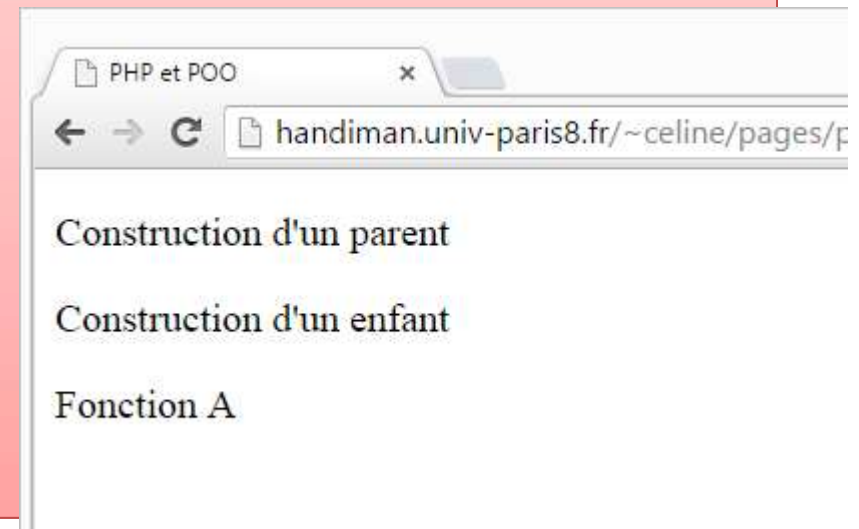 PHP et POO
handiman.univ-paris8.fr/~celine/pages/p
Construction d'un parent
Construction d'un enfant
Fonction A